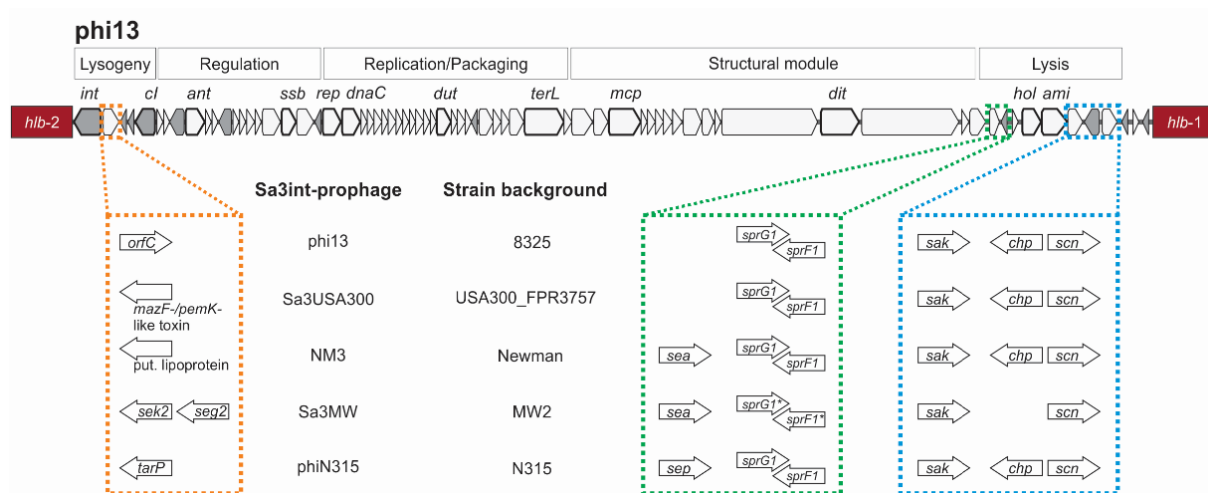 phi13
Lysogeny Regulation Replication/Packaging Structural module Lysis
int cI ant ssb rep dnaC dut terL mcp dit hol ami
hlb-2 hlb-1
Sa3int-prophage Strain background
orfC phi13 8325 sprG1 sprF1 sak chp scn
mazF-/pemK-
like toxin
Sa3USA300 USA300_FPR3757 sprG1 sprF1 sak chp scn
put. lipoprotein NM3 Newman sea sprG1 sprF1 sak chp scn
sek2 seg2 Sa3MW MW2 sea sprG1* sprF1* sak scn
tarP phiN315 N315 sep sprG1 sprF1 sak chp scn